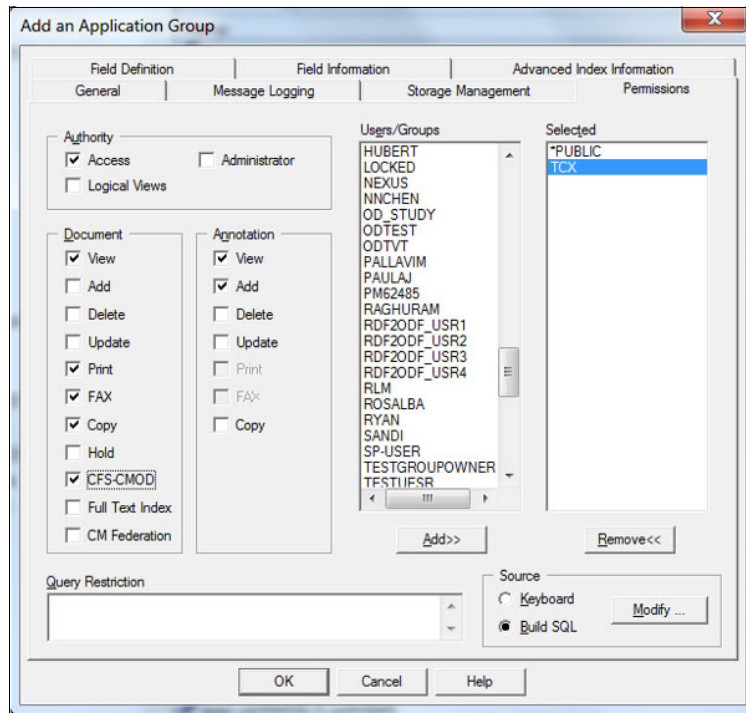 Add an Application Group
Field Definition Field Information Advanced Index Information
General Message Logging Storage Management Permissions
Authority
Access Administrator
Logical Views
Document
View
Add
Delete
Update
Print
FAX
Copy
Hold
CFS-CMOD
Full Text Index
CM Federation
Annotation
View
Add
Delete
Update
Print
FAX
Copy
Users/Groups
HUBERT
LOCKED
NEXUS
NNCHEN
OD_STUDY
ODTEST
ODTVT
PALLAVIM
PAULAJ
PM62485
RAGHURAM
RDF2ODF_USR1
RDF2ODF_USR2
RDF2ODF_USR3
RDF2ODF_USR4
RLM
ROSALBA
RYAN
SANDI
SP-USER
TESTGROUPOWNER
TESTUESR
Add>>
Selected
*PUBLIC
TCX
Remove<<
Query Restriction
Source
Keyboard
Build SQL
Modify ...
OK Cancel Help